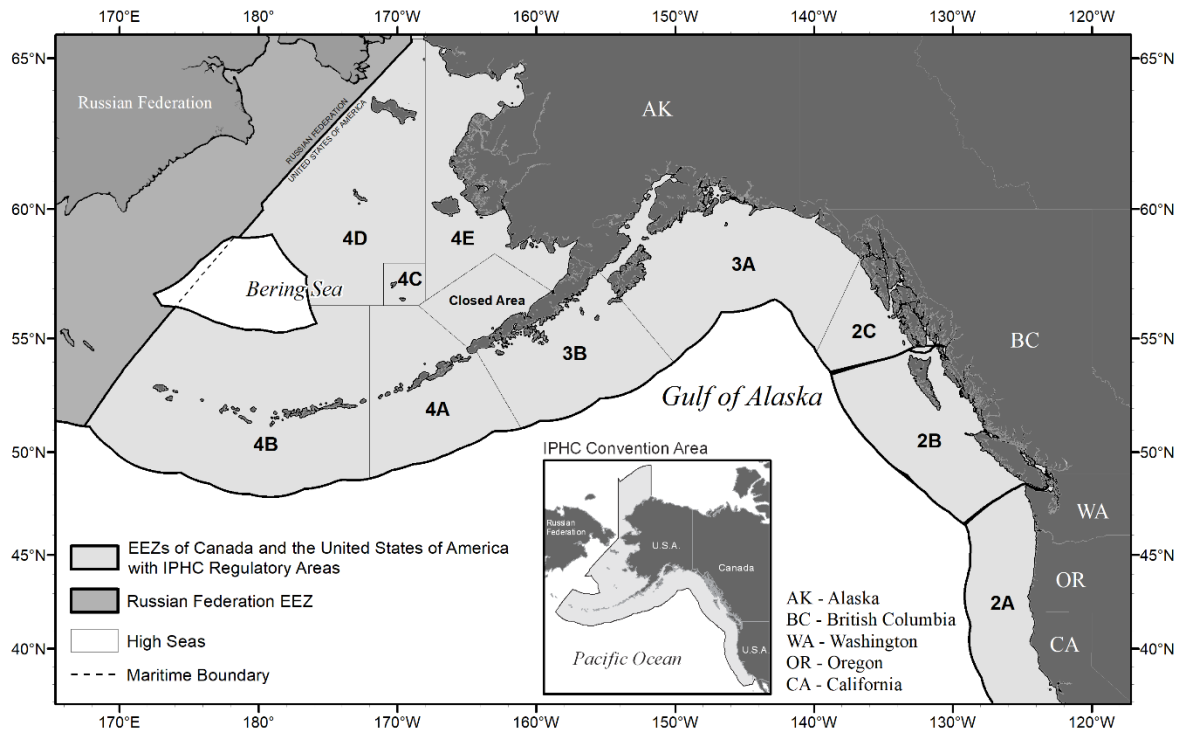 170°E 180° 170°W 160°W 150°W 140°W 130°W 120°W
65°N 65°N
Russian Federation
RUSSIAN FEDERATION
UNITED STATES OF AMERICA
AK
60°N 60°N
4D
4E
3A
4C
Bering Sea
Closed Area
55°N 55°N
3B
2C
BC
Gulf of Alaska
4A
4B
2B
50°N 50°N
IPHC Convention Area
WA
Russian
Federation
U.S.A.
Canada
U.S.A
Pacific Ocean
45°N 45°N
OR
2A
CA
40°N 40°N
EEZs of Canada and the United States of America
with IPHC Regulatory Areas
Russian Federation EEZ
High Seas
Maritime Boundary
AK - Alaska
BC - British Columbia
WA - Washington
OR - Oregon
CA - California
170°E 180° 170°W 160°W 150°W 140°W 130°W 120°W